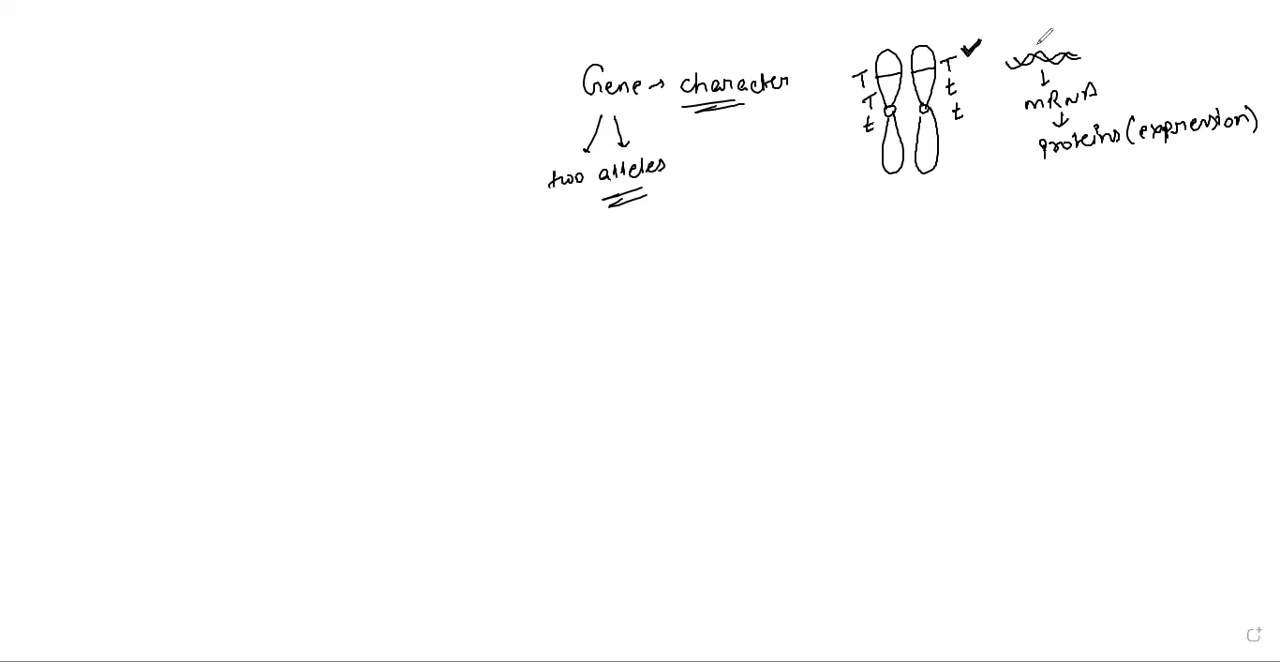 Gene → character
two alleles
T T ✔
T t
t t
mRNA
proteins (expression)